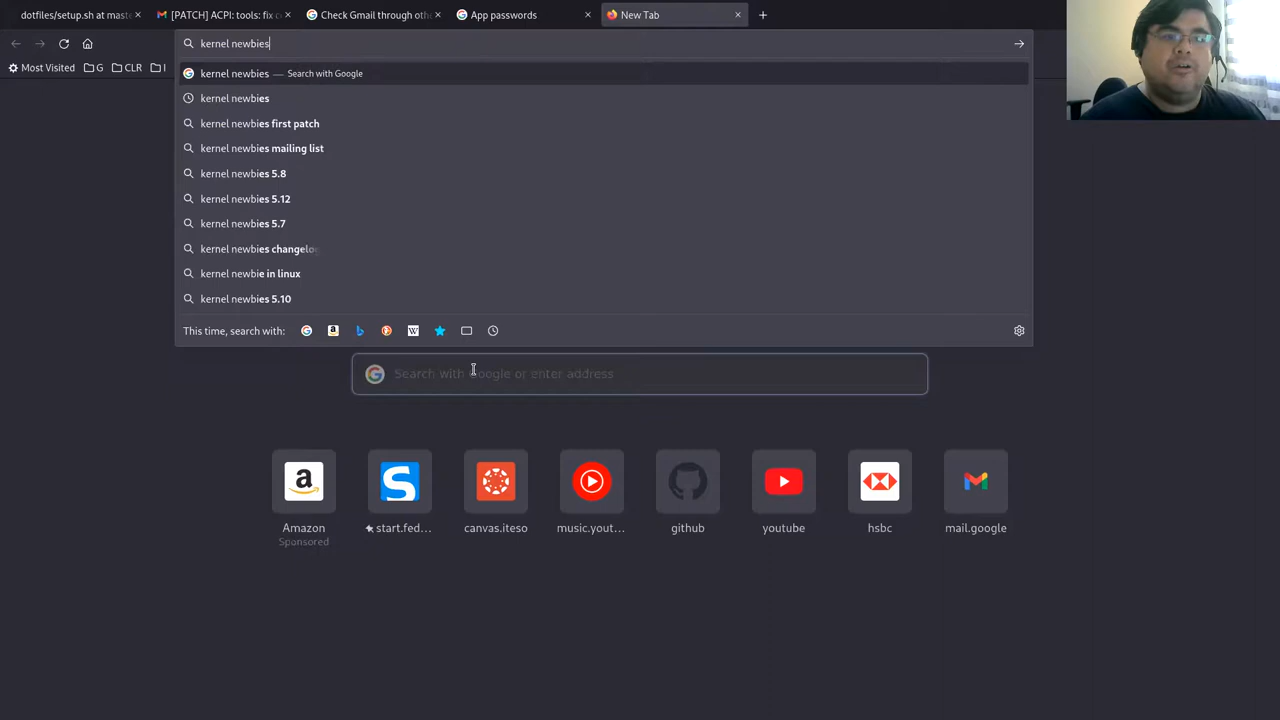 dotfiles/setup.sh at maste
[PATCH] ACPI: tools: fix c
Check Gmail through oth
App passwords
New Tab
kernel newbies
Most Visited
G
CLR
kernel newbies — Search with Google
kernel newbies
kernel newbies first patch
kernel newbies mailing list
kernel newbies 5.8
kernel newbies 5.12
kernel newbies 5.7
kernel newbies changelog
kernel newbie in linux
kernel newbies 5.10
This time, search with:
Search with Google or enter address
Amazon
Sponsored
start.fed...
canvas.iteso
music.yout...
github
youtube
hsbc
mail.google